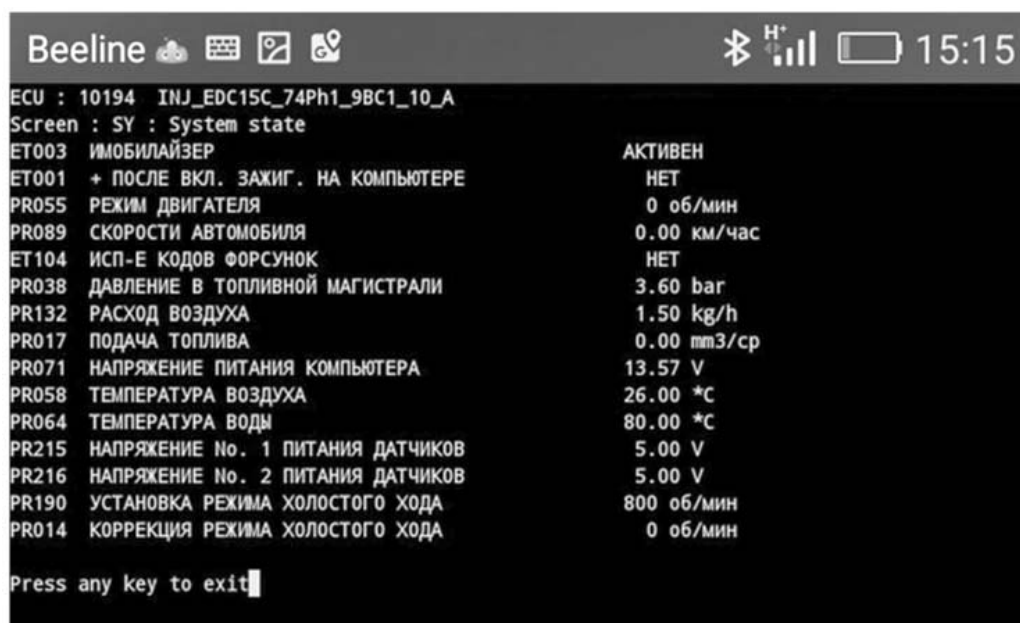 Beeline H+ 15:15
ECU : 10194 INJ_EDC15C_74Ph1_9BC1_10_A
Screen : SY : System state
ET003 ИМОБИЛАЙЗЕР АКТИВЕН
ET001 + ПОСЛЕ ВКЛ. ЗАЖИГ. НА КОМПЬЮТЕРЕ НЕТ
PR055 РЕЖИМ ДВИГАТЕЛЯ 0 об/мин
PR089 СКОРОСТИ АВТОМОБИЛЯ 0.00 км/час
ET104 ИСП-Е КОДОВ ФОРСУНОК НЕТ
PR038 ДАВЛЕНИЕ В ТОПЛИВНОЙ МАГИСТРАЛИ 3.60 bar
PR132 РАСХОД ВОЗДУХА 1.50 kg/h
PR017 ПОДАЧА ТОПЛИВА 0.00 mm3/cp
PR071 НАПРЯЖЕНИЕ ПИТАНИЯ КОМПЬЮТЕРА 13.57 V
PR058 ТЕМПЕРАТУРА ВОЗДУХА 26.00 *C
PR064 ТЕМПЕРАТУРА ВОДЫ 80.00 *C
PR215 НАПРЯЖЕНИЕ No. 1 ПИТАНИЯ ДАТЧИКОВ 5.00 V
PR216 НАПРЯЖЕНИЕ No. 2 ПИТАНИЯ ДАТЧИКОВ 5.00 V
PR190 УСТАНОВКА РЕЖИМА ХОЛОСТОГО ХОДА 800 об/мин
PR014 КОРРЕКЦИЯ РЕЖИМА ХОЛОСТОГО ХОДА 0 об/мин
Press any key to exit